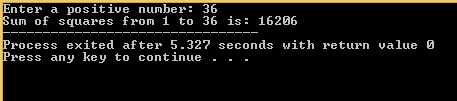 Enter a positive number: 36
Sum of squares from 1 to 36 is: 16206
--------------------------------
Process exited after 5.327 seconds with return value 0
Press any key to continue . . .